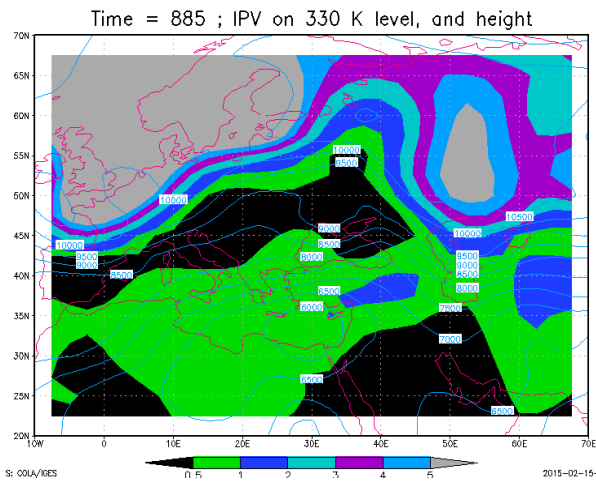 Time = 885 ; IPV on 330 K level, and height
70N
65N
60N
55N
50N
45N
40N
35N
30N
25N
20N
10000
9500
10000
10500
9000
10000
10000
8500
9500
8000
9500
9000
9000
8500
8500
8000
6500
6000
7500
7000
6500
6500
10W
0
10E
20E
30E
40E
50E
60E
70E
0.5
1
2
3
4
5
S: COLA/IGES
2015-02-15-